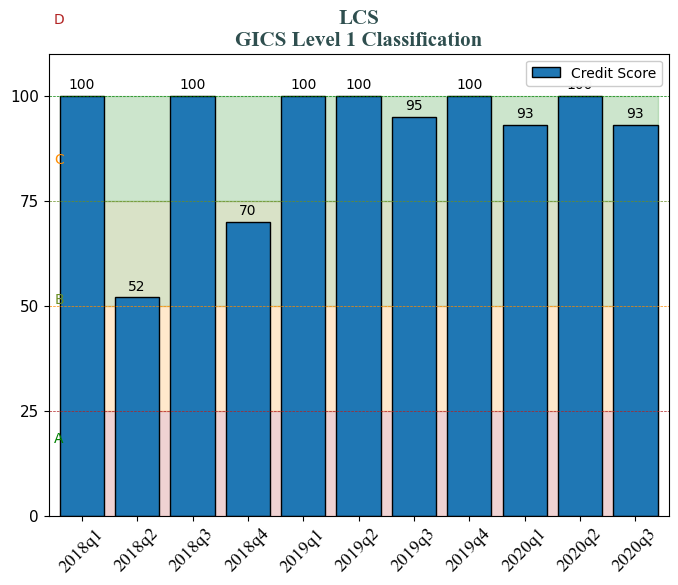 D
LCS
GICS Level 1 Classification
Credit Score
100
100
100
100
100
100
100
95
93
93
C
75
70
B
50
52
A
25
0
2018q1
2018q2
2018q3
2018q4
2019q1
2019q2
2019q3
2019q4
2020q1
2020q2
2020q3